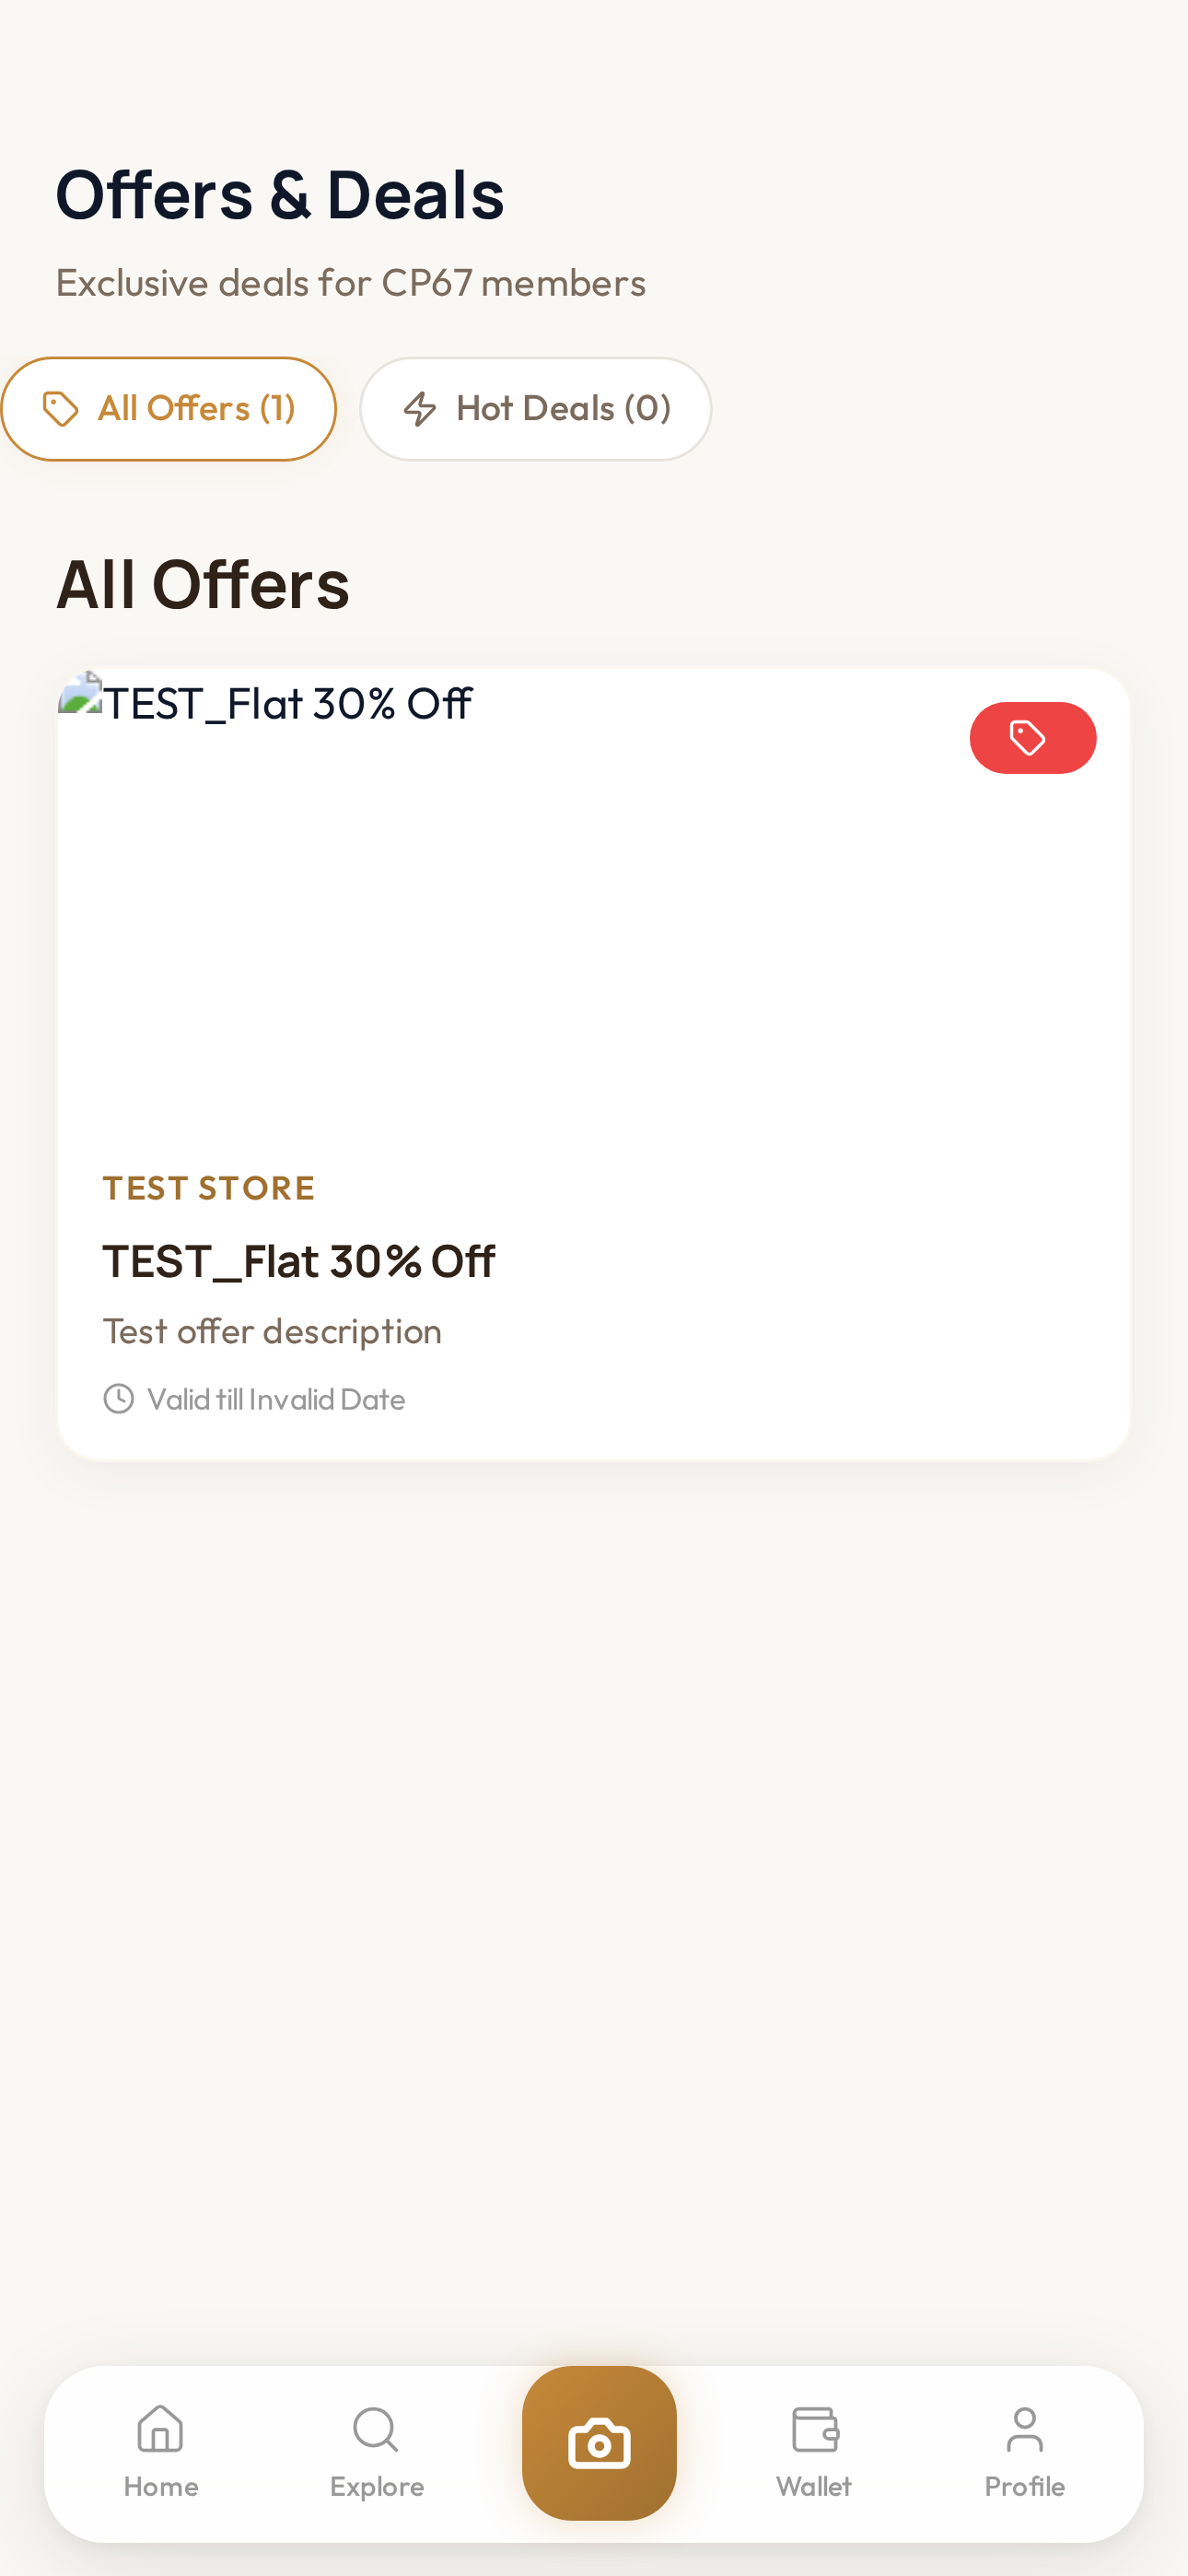 Offers & Deals
Exclusive deals for CP67 members
All Offers (1)
Hot Deals (0)
All Offers
TEST_Flat 30% Off
TEST STORE
TEST_Flat 30% Off
Test offer description
Valid till Invalid Date
Home
Explore
Wallet
Profile